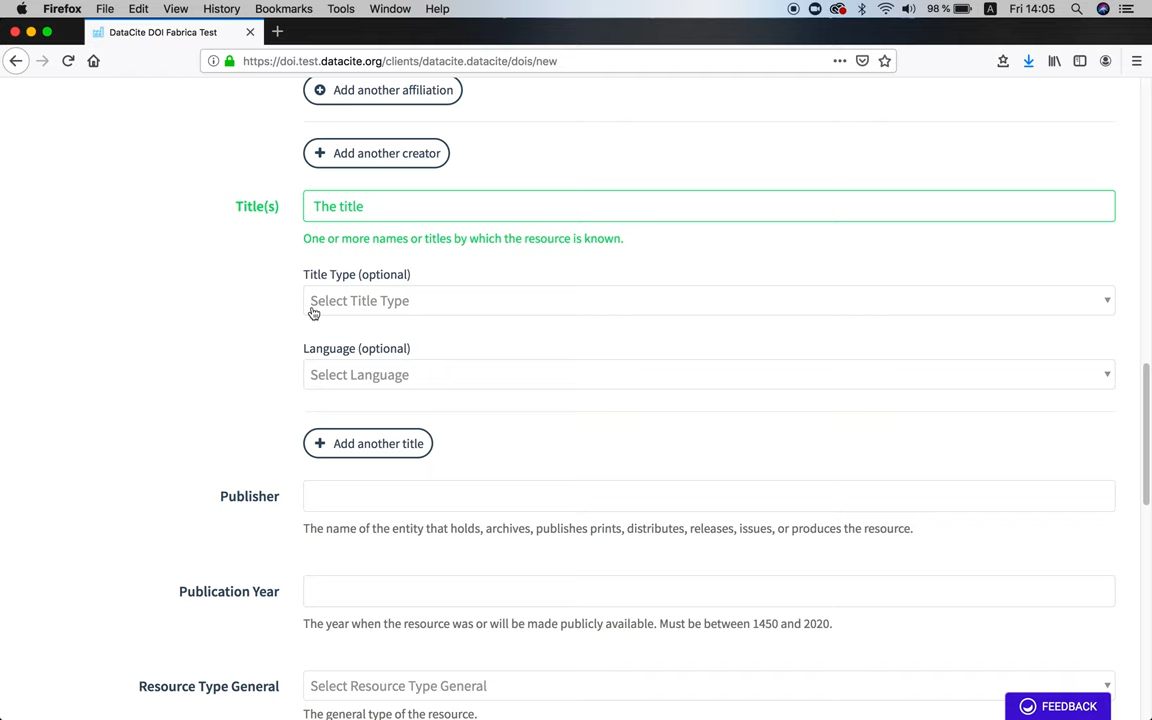 Firefox File Edit View History Bookmarks Tools Window Help 98 % A Fri 14:05
DataCite DOI Fabrica Test
https://doi.test.datacite.org/clients/datacite.datacite/dois/new
Add another affiliation
Add another creator
Title(s) The title
One or more names or titles by which the resource is known.
Title Type (optional)
Select Title Type
Language (optional)
Select Language
Add another title
Publisher
The name of the entity that holds, archives, publishes prints, distributes, releases, issues, or produces the resource.
Publication Year
The year when the resource was or will be made publicly available. Must be between 1450 and 2020.
Resource Type General Select Resource Type General
The general type of the resource.
FEEDBACK